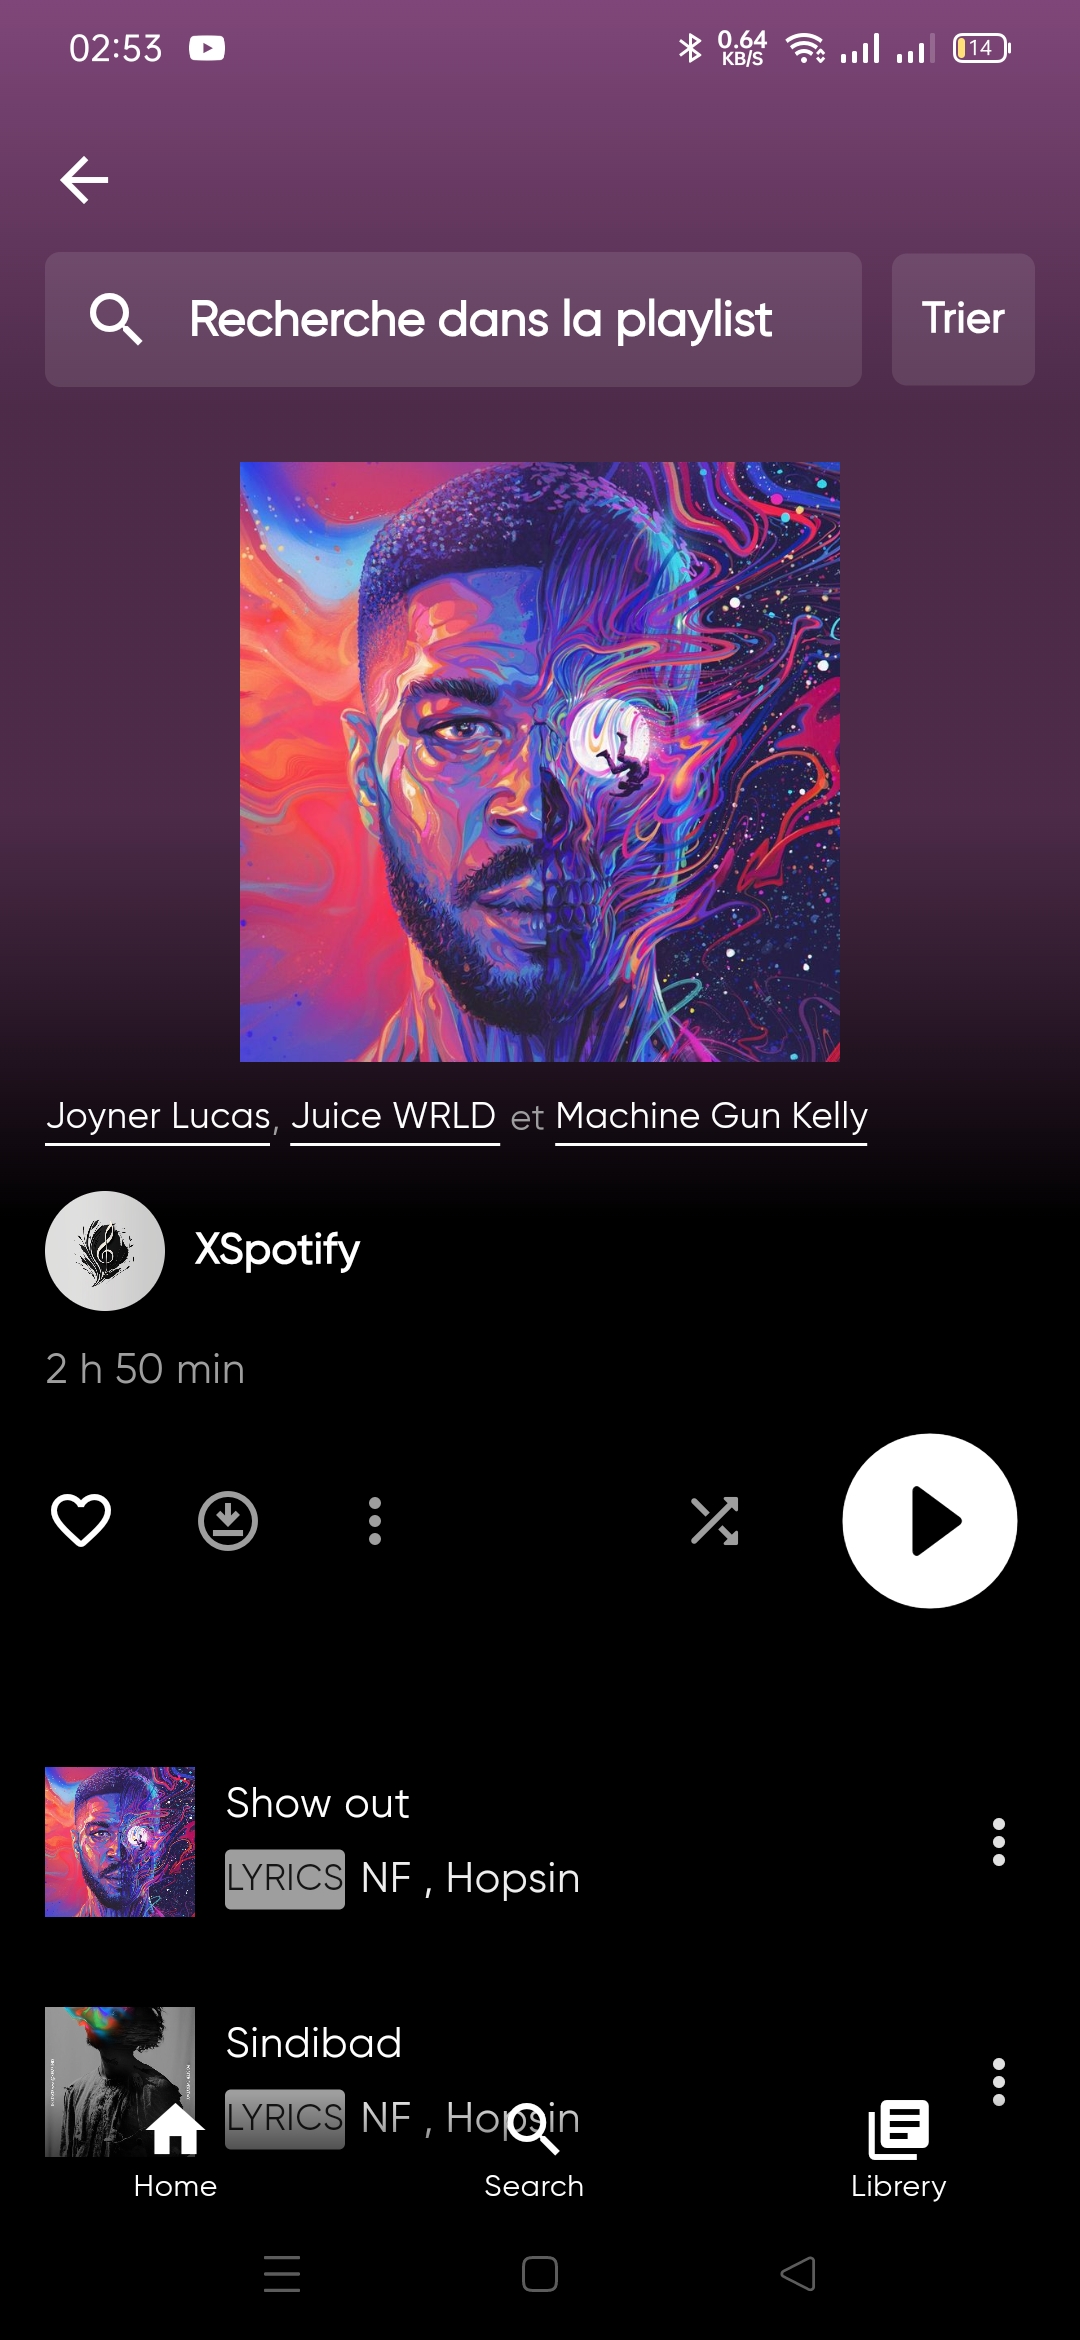 02:53
0.64
KB/S
14
Recherche dans la playlist
Trier
Joyner Lucas, Juice WRLD et Machine Gun Kelly
XSpotify
2 h 50 min
Show out
LYRICS NF , Hopsin
Sindibad
LYRICS NF , Hopsin
Home
Search
Librery